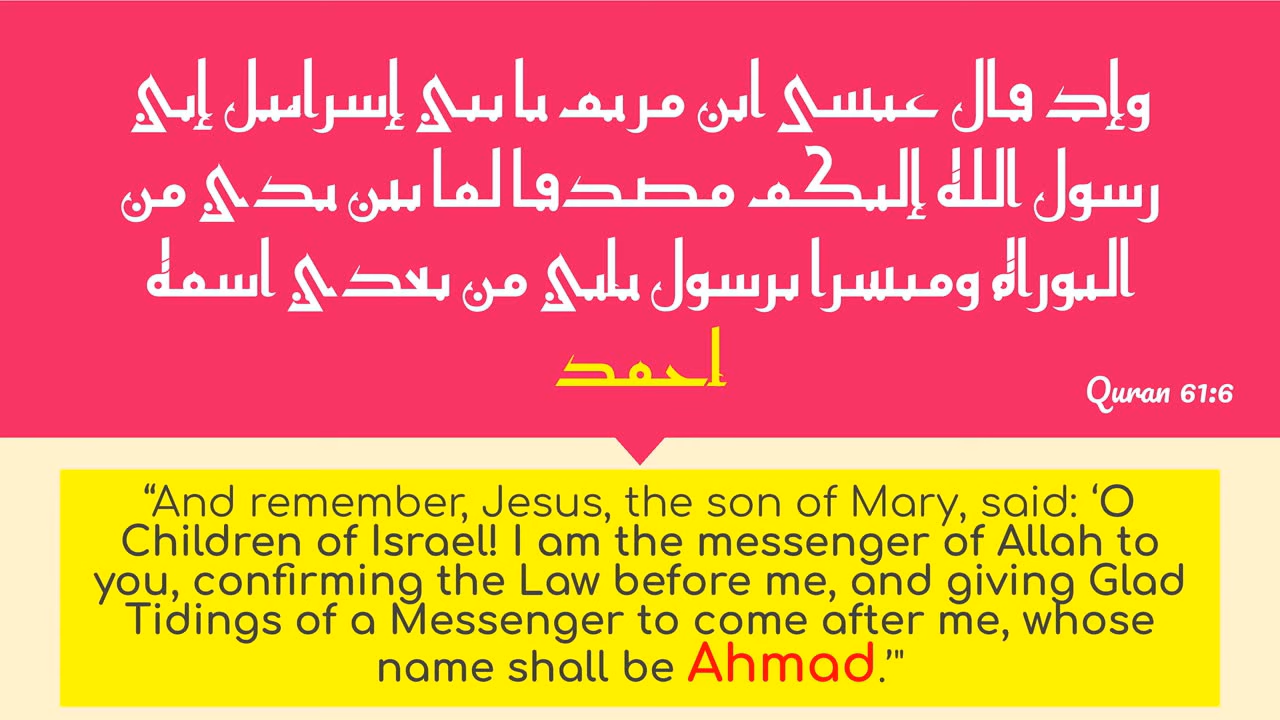 وإذ قال عيسى ابن مريم يا بني إسرائيل إني
رسول الله إليكم مصدقا لما بين يدي من
التوراة ومبشرا برسول يأتي من بعدي اسمه
إحمد
Quran 61:6
“And remember, Jesus, the son of Mary, said: ‘O
Children of Israel! I am the messenger of Allah to
you, confirming the Law before me, and giving Glad
Tidings of a Messenger to come after me, whose
name shall be Ahmad.’"